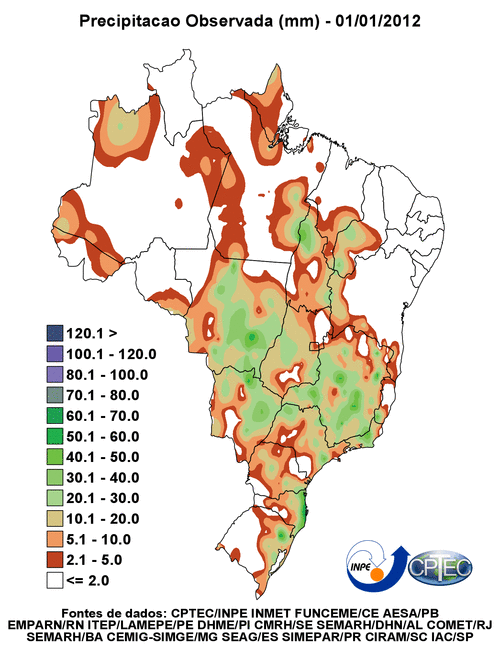 Precipitacao Observada (mm) - 01/01/2012
120.1 >
100.1 - 120.0
80.1 - 100.0
70.1 - 80.0
60.1 - 70.0
50.1 - 60.0
40.1 - 50.0
30.1 - 40.0
20.1 - 30.0
10.1 - 20.0
5.1 - 10.0
2.1 - 5.0
<= 2.0
INPE
CPTEC
Fontes de dados: CPTEC/INPE INMET FUNCEME/CE AESA/PB
EMPARN/RN ITEP/LAMEPE/PE DHME/PI CMRH/SE SEMARH/DHN/AL COMET/RJ
SEMARH/BA CEMIG-SIMGE/MG SEAG/ES SIMEPAR/PR CIRAM/SC IAC/SP